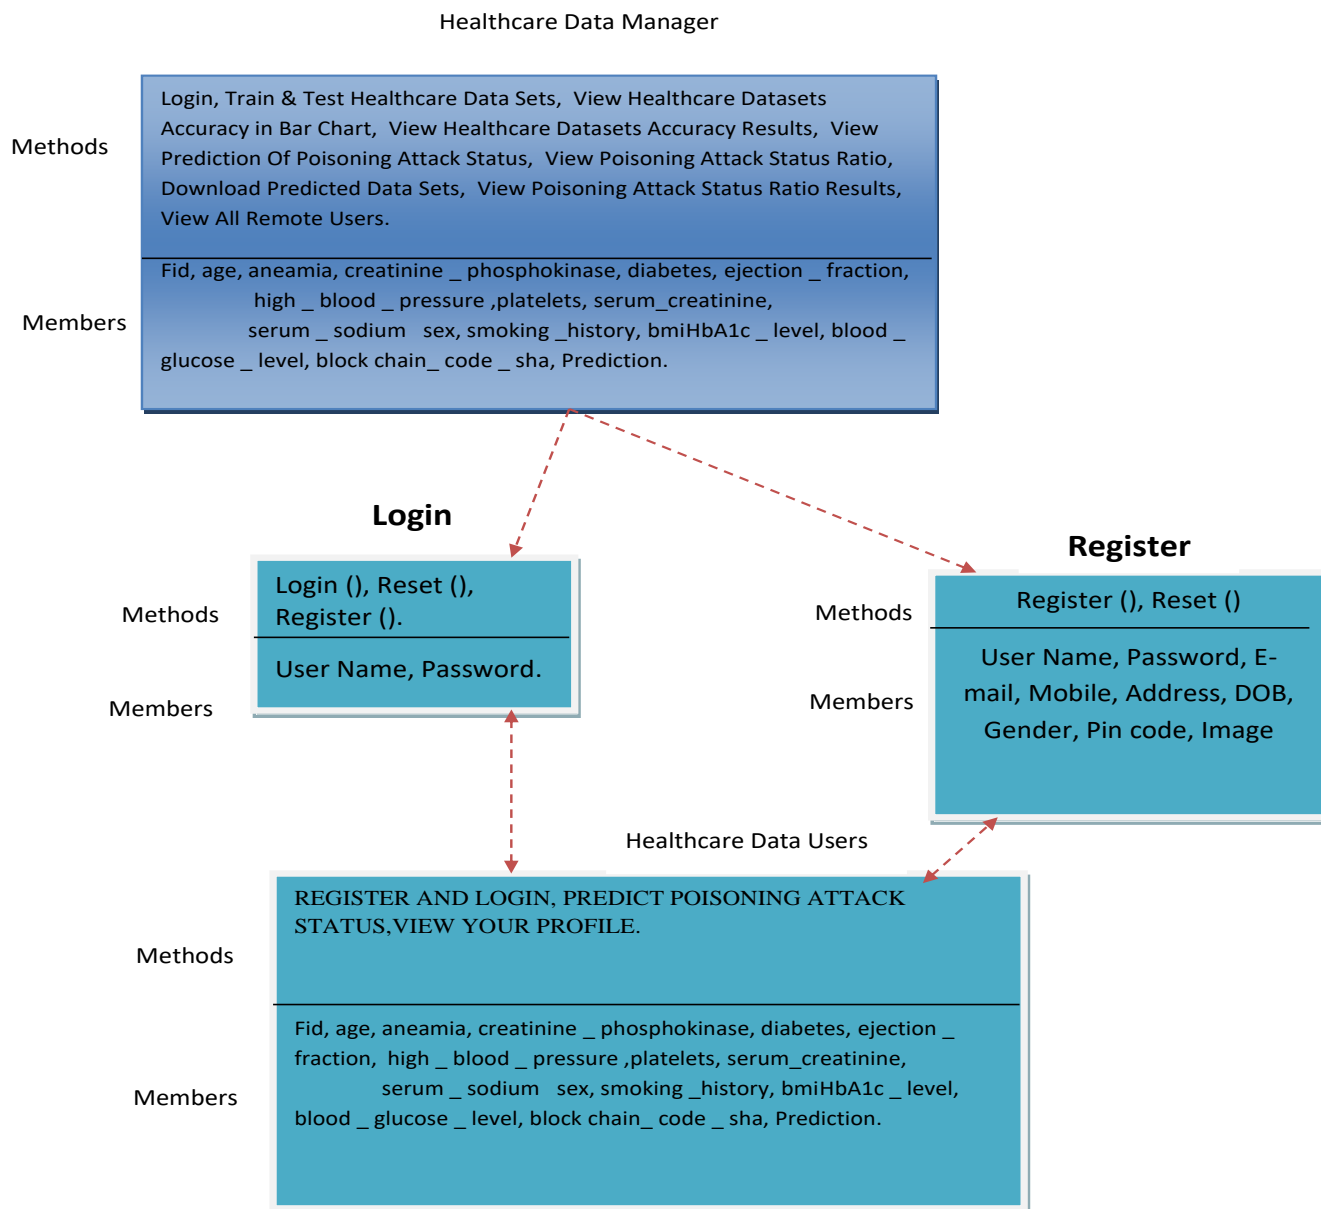 Healthcare Data Manager
Methods
Login, Train & Test Healthcare Data Sets, View Healthcare Datasets
Accuracy in Bar Chart, View Healthcare Datasets Accuracy Results, View
Prediction Of Poisoning Attack Status, View Poisoning Attack Status Ratio,
Download Predicted Data Sets, View Poisoning Attack Status Ratio Results,
View All Remote Users.
Members
Fid, age, aneamia, creatinine _ phosphokinase, diabetes, ejection _ fraction,
high _ blood _ pressure ,platelets, serum_creatinine,
serum _ sodium sex, smoking _history, bmiHbA1c _ level, blood _
glucose _ level, block chain_ code _ sha, Prediction.
Login
Methods
Login (), Reset (),
Register ().
Members
User Name, Password.
Register
Methods
Register (), Reset ()
Members
User Name, Password, E-
mail, Mobile, Address, DOB,
Gender, Pin code, Image
Healthcare Data Users
Methods
REGISTER AND LOGIN, PREDICT POISONING ATTACK
STATUS,VIEW YOUR PROFILE.
Members
Fid, age, aneamia, creatinine _ phosphokinase, diabetes, ejection _
fraction, high _ blood _ pressure ,platelets, serum_creatinine,
serum _ sodium sex, smoking _history, bmiHbA1c _ level,
blood _ glucose _ level, block chain_ code _ sha, Prediction.